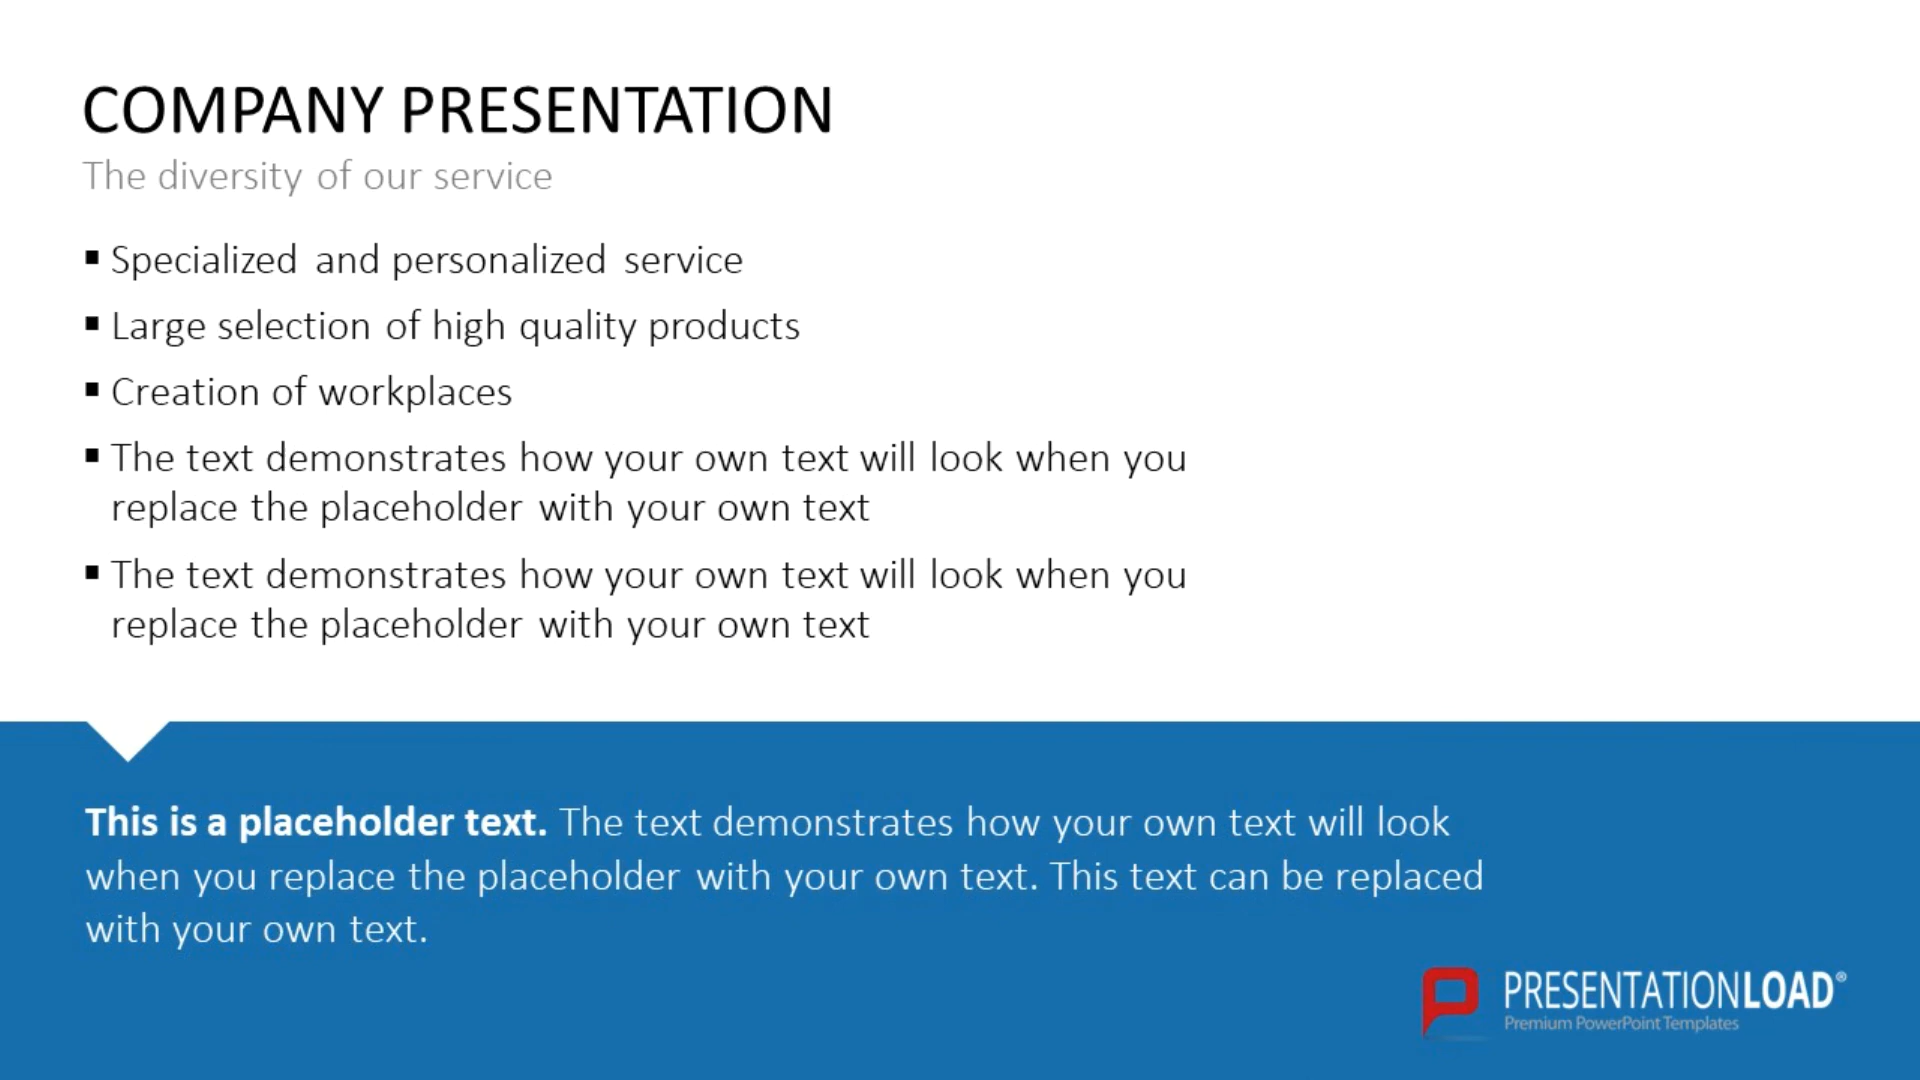 COMPANY PRESENTATION
The diversity of our service
▪ Specialized and personalized service
▪ Large selection of high quality products
▪ Creation of workplaces
▪ The text demonstrates how your own text will look when you
replace the placeholder with your own text
▪ The text demonstrates how your own text will look when you
replace the placeholder with your own text
This is a placeholder text. The text demonstrates how your own text will look
when you replace the placeholder with your own text. This text can be replaced
with your own text.
PRESENTATIONLOAD®
Premium PowerPoint Templates